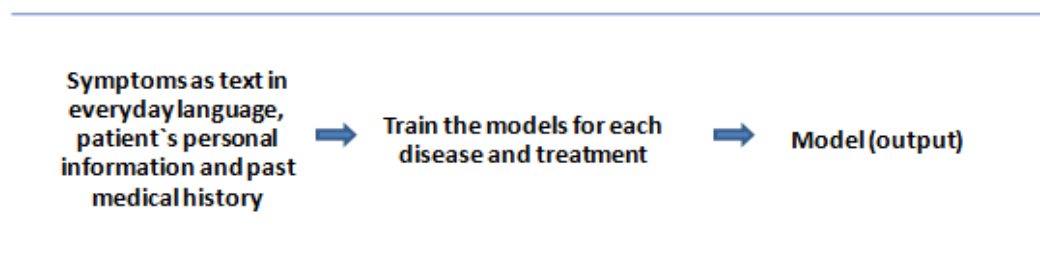 Symptoms as text in
everyday language,
patient`s personal
information and past
medical history
Train the models for each
disease and treatment
Model (output)